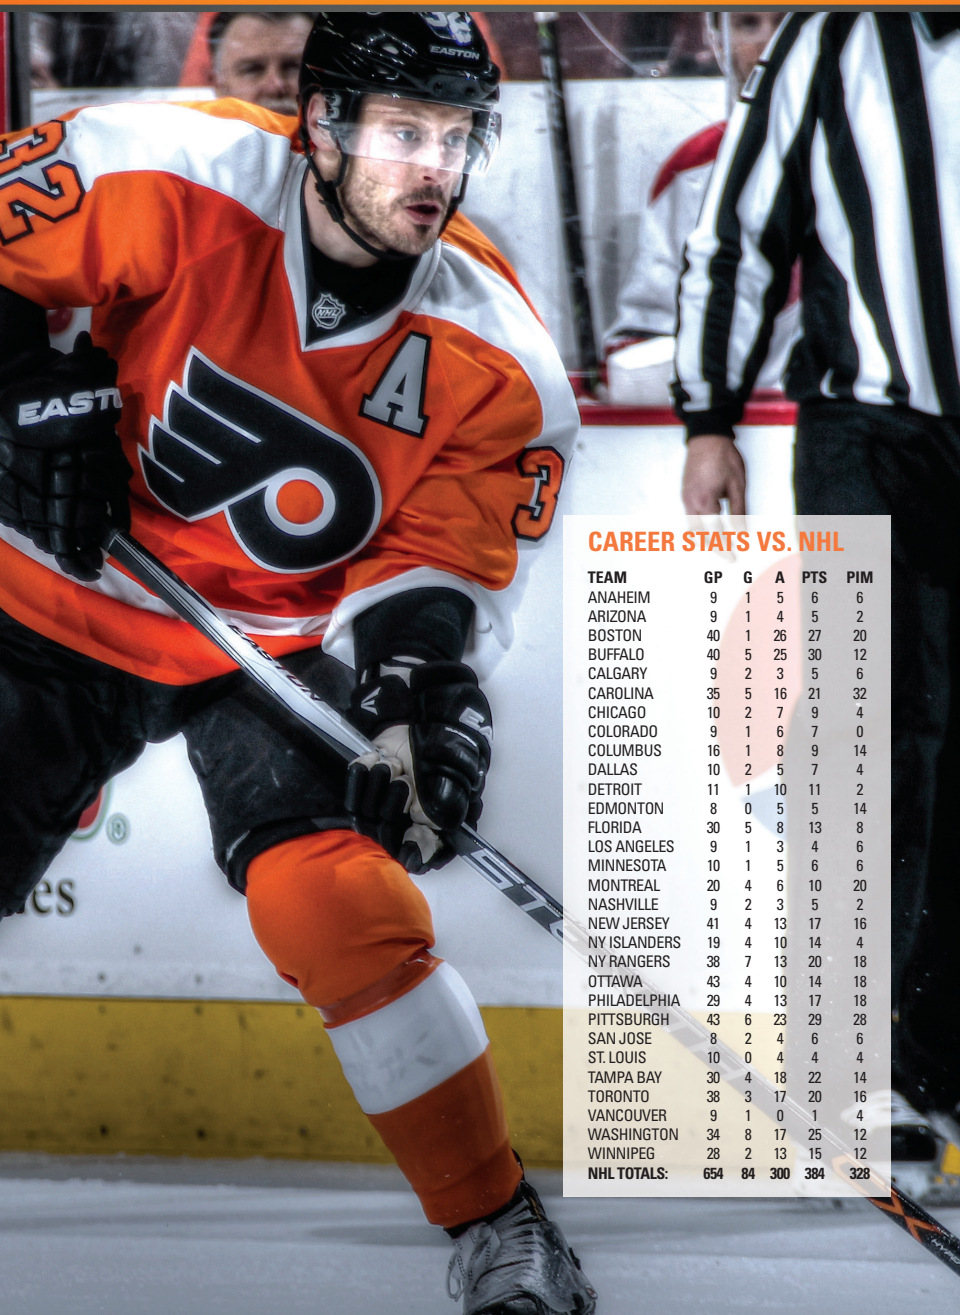 EASTON
32
NHL
A
EAST
3
CAREER STATS VS. NHL
TEAM GP G A PTS PIM
ANAHEIM 9 1 5 6 6
ARIZONA 9 1 4 5 2
BOSTON 40 1 26 27 20
BUFFALO 40 5 25 30 12
CALGARY 9 2 3 5 6
CAROLINA 35 5 16 21 32
CHICAGO 10 2 7 9 4
COLORADO 9 1 6 7 0
COLUMBUS 16 1 8 9 14
DALLAS 10 2 5 7 4
DETROIT 11 1 10 11 2
EDMONTON 8 0 5 5 14
FLORIDA 30 5 8 13 8
LOS ANGELES 9 1 3 4 6
MINNESOTA 10 1 5 6 6
MONTREAL 20 4 6 10 20
NASHVILLE 9 2 3 5 2
NEW JERSEY 41 4 13 17 16
NY ISLANDERS 19 4 10 14 4
NY RANGERS 38 7 13 20 18
OTTAWA 43 4 10 14 18
PHILADELPHIA 29 4 13 17 18
PITTSBURGH 43 6 23 29 28
SAN JOSE 8 2 4 6 6
ST. LOUIS 10 0 4 4 4
TAMPA BAY 30 4 18 22 14
TORONTO 38 3 17 20 16
VANCOUVER 9 1 0 1 4
WASHINGTON 34 8 17 25 12
WINNIPEG 28 2 13 15 12
NHL TOTALS: 654 84 300 384 328